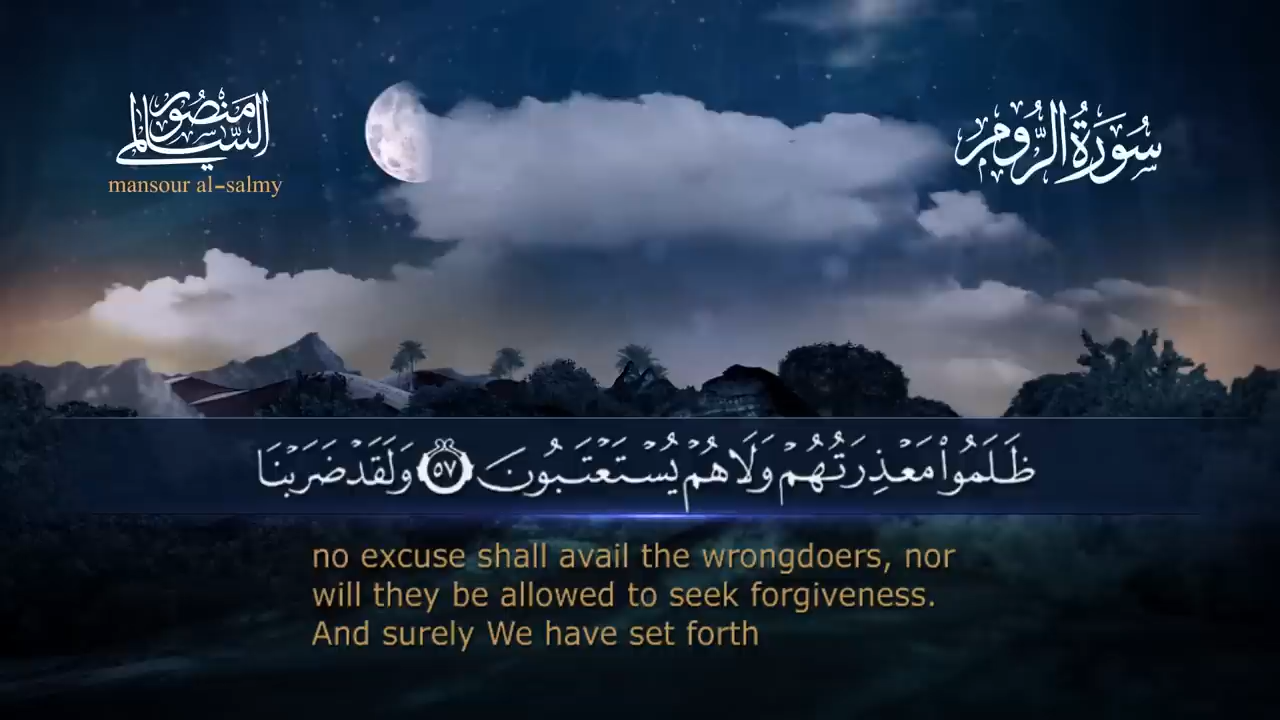 منصور السالمي
mansour al-salmy
سُورَةُ الرُّومِ
ظَلَمُوا۟ مَعْذِرَتُهُمْ وَلَا هُمْ يُسْتَعْتَبُونَ ٥٧ وَلَقَدْ ضَرَبْنَا
no excuse shall avail the wrongdoers, nor
will they be allowed to seek forgiveness.
And surely We have set forth